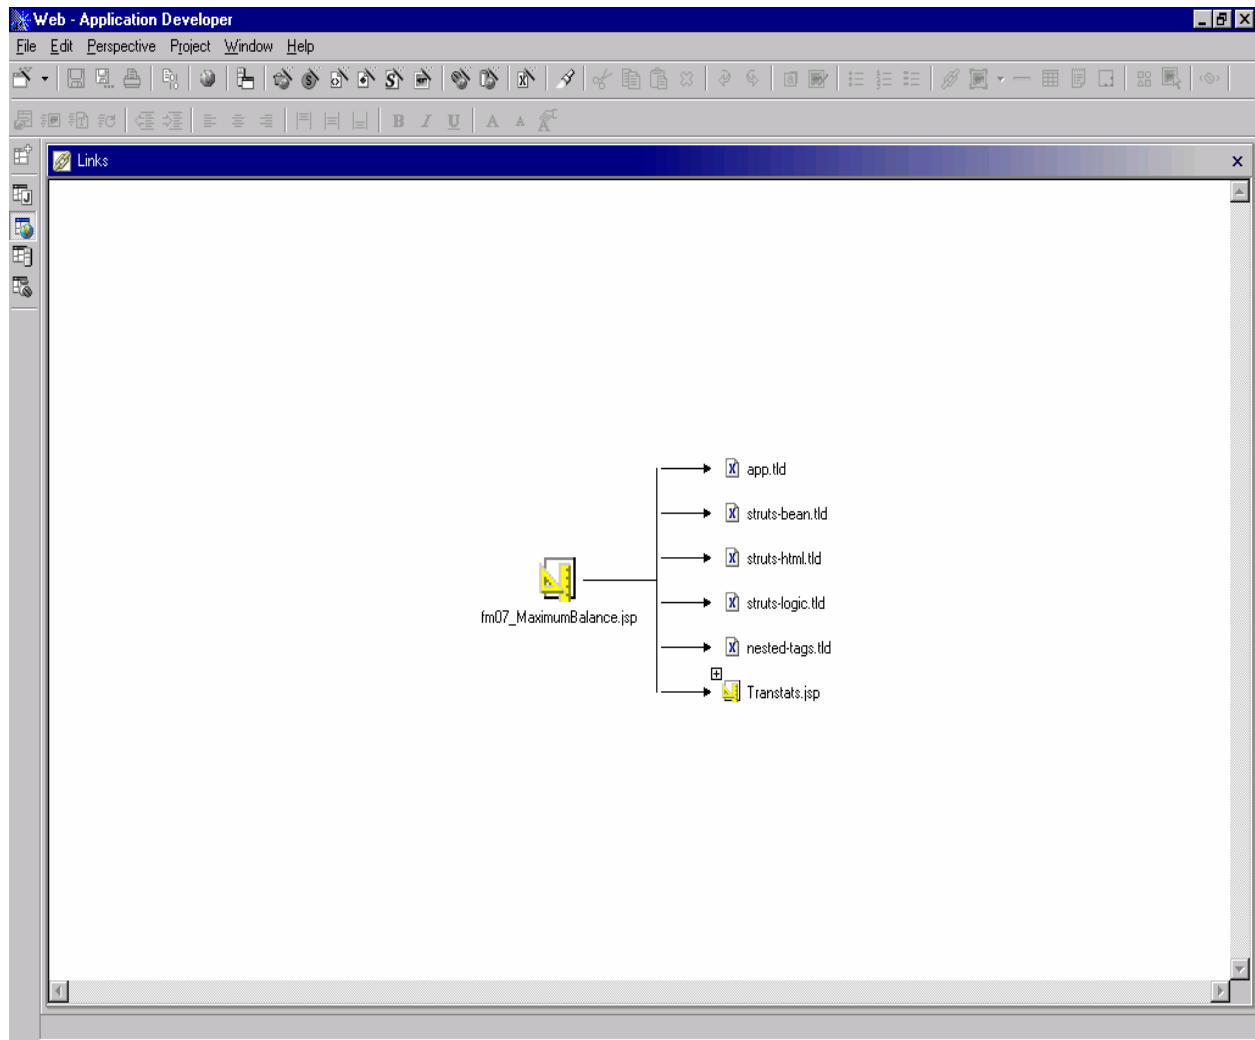 Web - Application Developer
File Edit Perspective Project Window Help
B I U A A
Links
app.tld
struts-bean.tld
struts-html.tld
struts-logic.tld
fm07_MaximumBalance.jsp
nested-tags.tld
Transtats.jsp